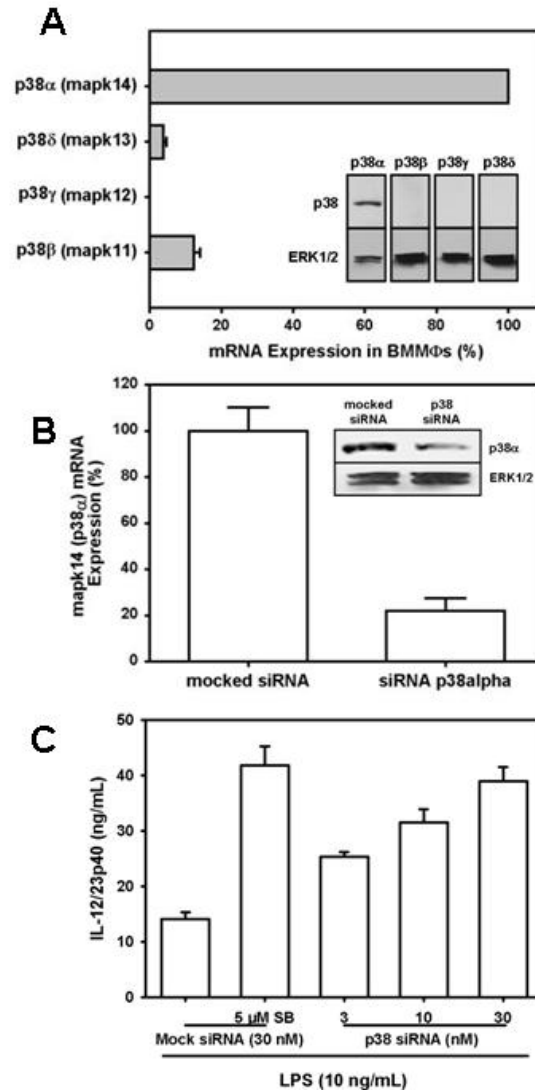 A
p38α (mapk14)
p38δ (mapk13)
p38γ (mapk12)
p38β (mapk11)
p38α p38β p38γ p38δ
p38
ERK1/2
0 20 40 60 80 100
mRNA Expression in BMMΦs (%)
B
mapk14 (p38α) mRNA
Expression (%)
120
100
80
60
40
20
0
mocked
siRNA
p38
siRNA
p38α
ERK1/2
mocked siRNA
siRNA p38alpha
C
IL-12/23p40 (ng/mL)
50
40
30
20
10
0
5 µM SB 3 10 30
Mock siRNA (30 nM) p38 siRNA (nM)
LPS (10 ng/mL)